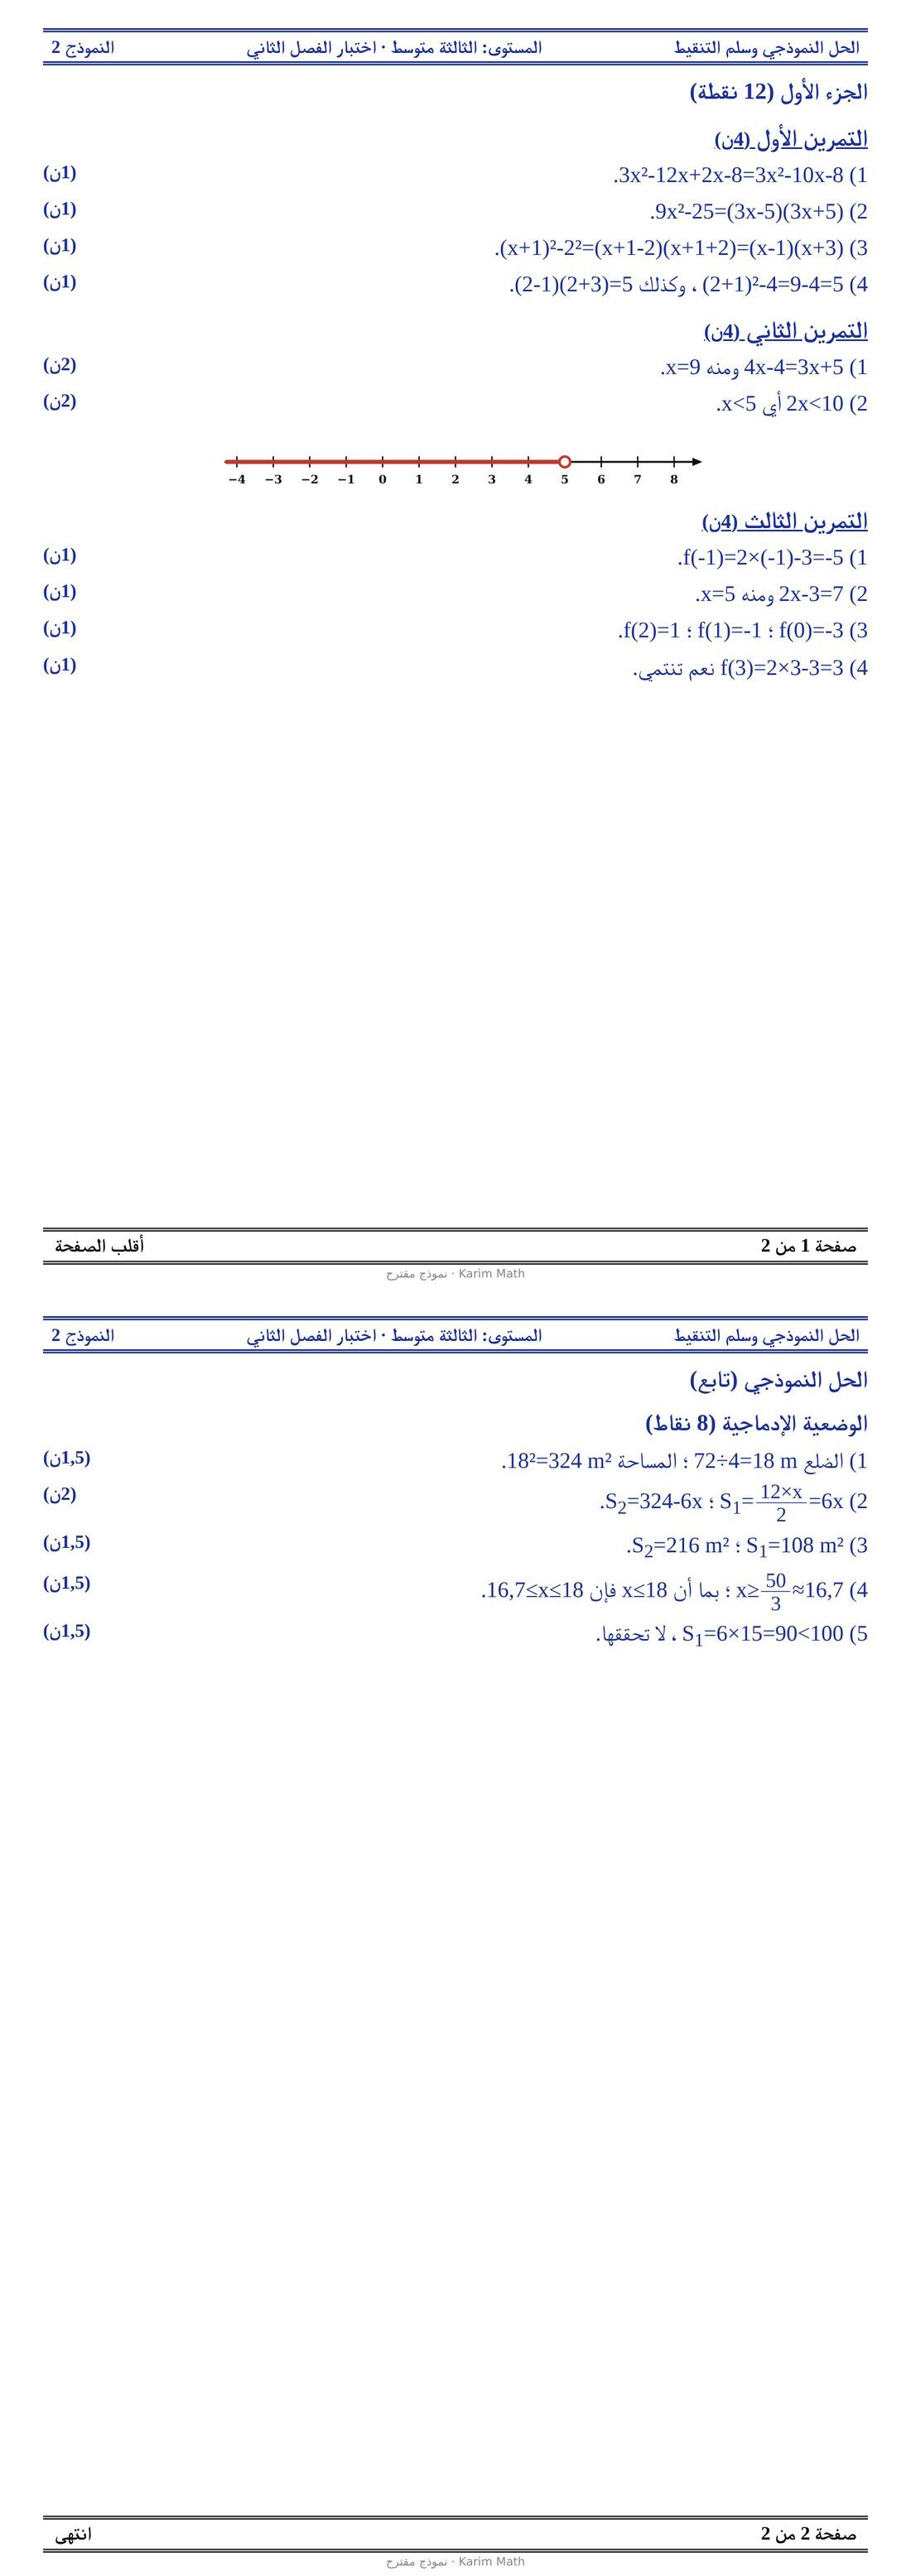 الحل النموذجي وسلم التنقيط المستوى: الثالثة متوسط · اختبار الفصل الثاني النموذج 2
الجزء الأول (12 نقطة)
التمرين الأول (4ن)
1) 3x²-12x+2x-8=3x²-10x-8. (1ن)
2) 9x²-25=(3x-5)(3x+5). (1ن)
3) (x+1)²-2²=(x+1-2)(x+1+2)=(x-1)(x+3). (1ن)
4) (2+1)²-4=9-4=5 ، وكذلك (2-1)(2+3)=5. (1ن)
التمرين الثاني (4ن)
1) 4x-4=3x+5 ومنه x=9. (2ن)
2) 2x<10 أي x<5. (2ن)
−4 −3 −2 −1 0 1 2 3 4 5 6 7 8
التمرين الثالث (4ن)
1) f(-1)=2×(-1)-3=-5. (1ن)
2) 2x-3=7 ومنه x=5. (1ن)
3) f(0)=-3 ؛ f(1)=-1 ؛ f(2)=1. (1ن)
4) f(3)=2×3-3=3 نعم تنتمي. (1ن)
صفحة 1 من 2 أقلب الصفحة
Karim Math · نموذج مقترح
الحل النموذجي وسلم التنقيط المستوى: الثالثة متوسط · اختبار الفصل الثاني النموذج 2
الحل النموذجي (تابع)
الوضعية الإدماجية (8 نقاط)
1) الضلع 72÷4=18 m ؛ المساحة 18²=324 m². (1,5ن)
2) S₁=12×x/2=6x ؛ S₂=324-6x. (2ن)
3) S₁=108 m² ؛ S₂=216 m². (1,5ن)
4) x≥50/3≈16,7 ؛ بما أن x≤18 فإن 16,7≤x≤18. (1,5ن)
5) S₁=6×15=90<100 ، لا تحققها. (1,5ن)
صفحة 2 من 2 انتهى
Karim Math · نموذج مقترح